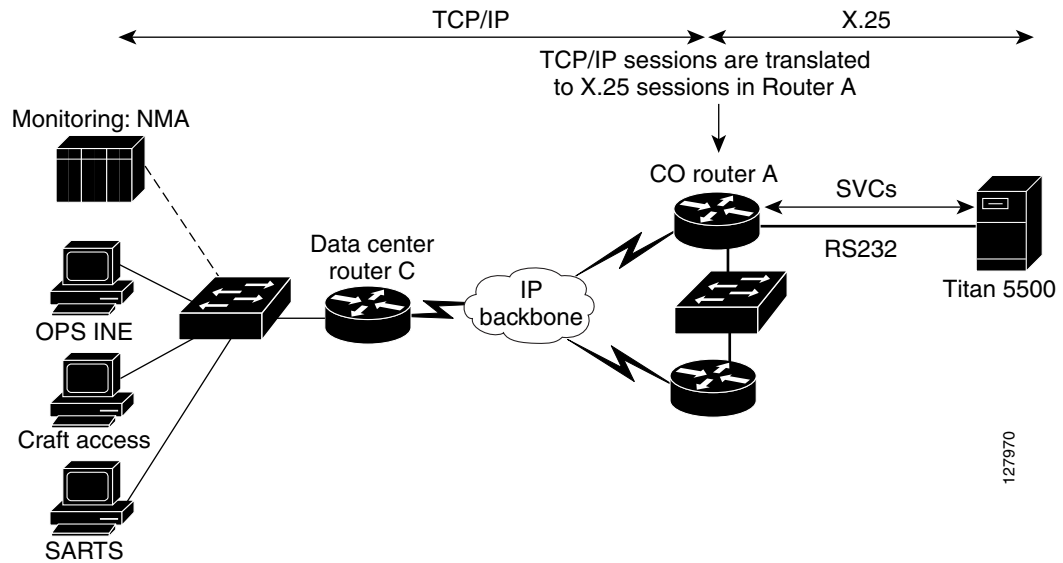 TCP/IP
X.25
TCP/IP sessions are translated
to X.25 sessions in Router A
Monitoring: NMA
CO router A
SVCs
RS232
Titan 5500
Data center
router C
IP
backbone
OPS INE
Craft access
SARTS
127970